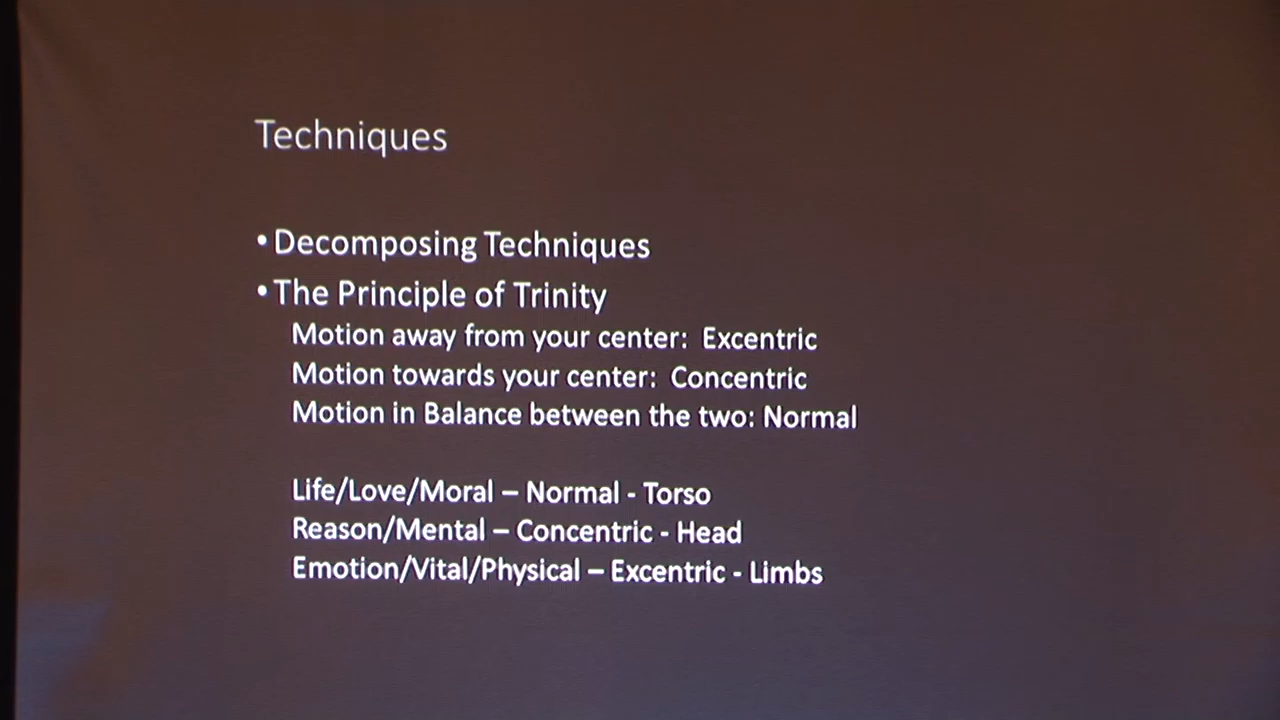 Techniques
•Decomposing Techniques
•The Principle of Trinity
Motion away from your center: Excentric
Motion towards your center: Concentric
Motion in Balance between the two: Normal
Life/Love/Moral – Normal - Torso
Reason/Mental – Concentric - Head
Emotion/Vital/Physical – Excentric - Limbs